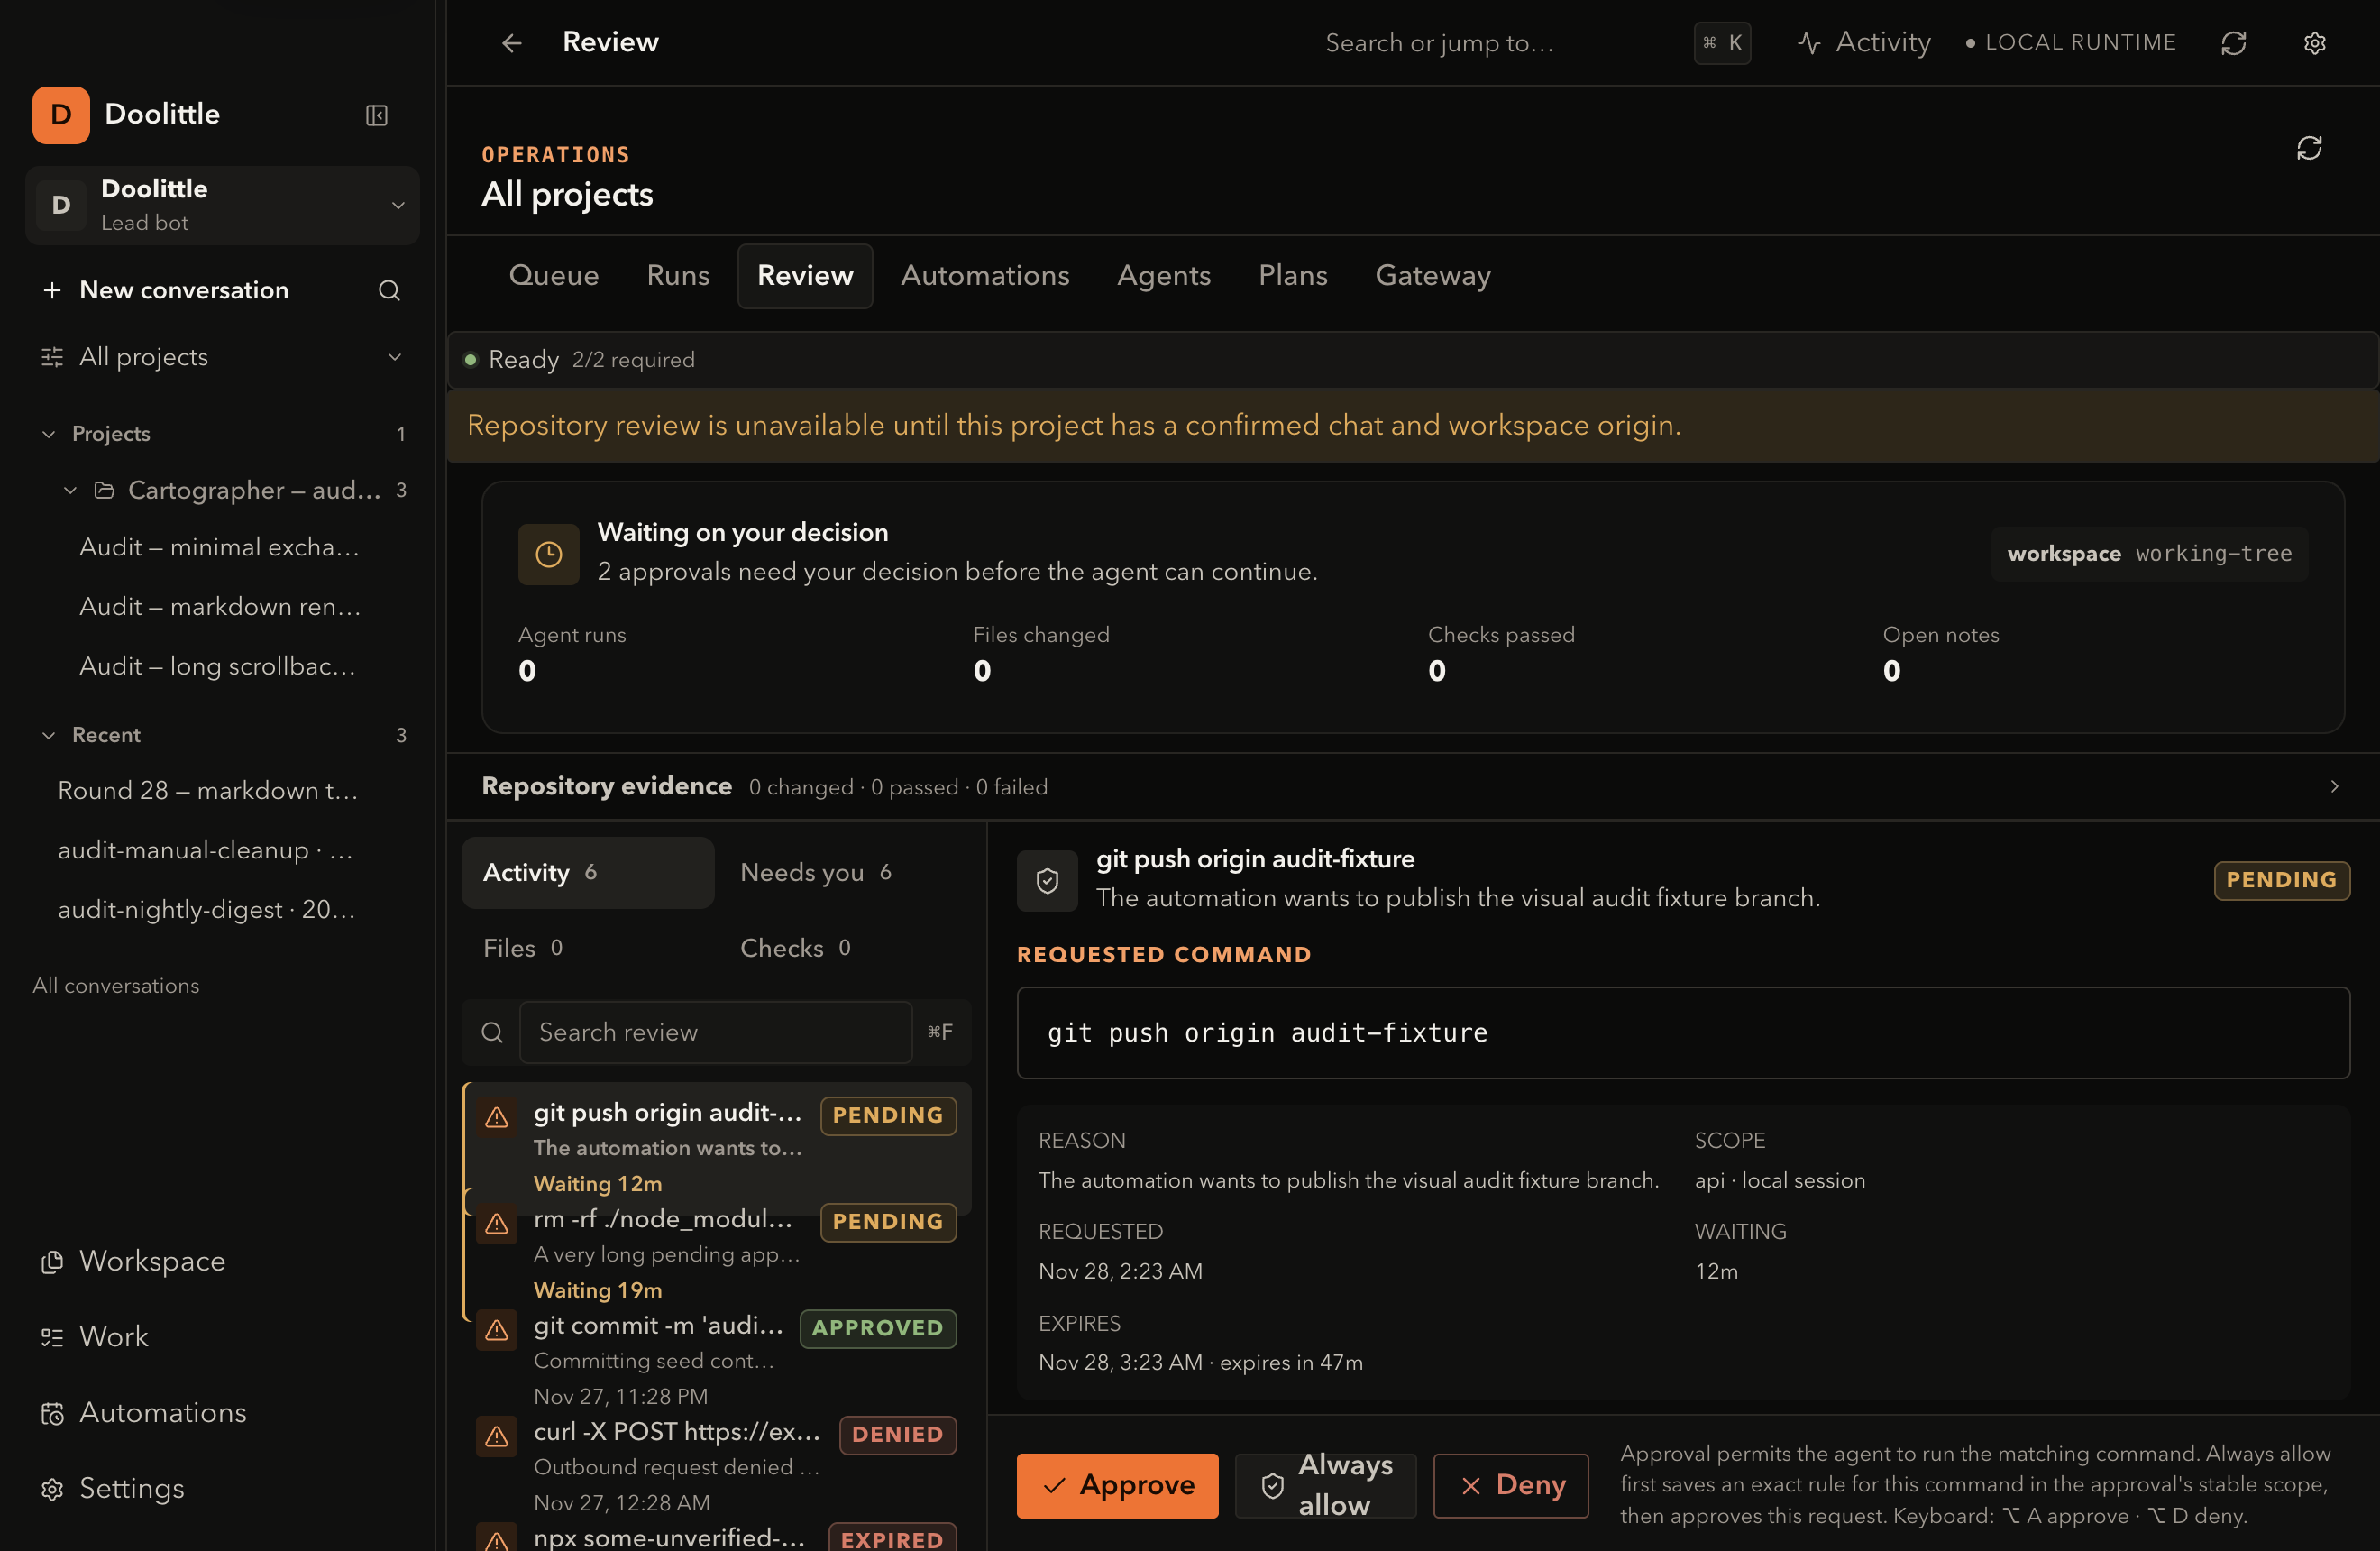 Review
Search or jump to…
⌘ K
Activity
LOCAL RUNTIME
D
Doolittle
D
Doolittle
Lead bot
New conversation
All projects
Projects 1
Cartographer — aud… 3
Audit — minimal excha…
Audit — markdown ren…
Audit — long scrollbac…
Recent 3
Round 28 — markdown t…
audit-manual-cleanup · …
audit-nightly-digest · 20…
All conversations
Workspace
Work
Automations
Settings
OPERATIONS
All projects
Queue
Runs
Review
Automations
Agents
Plans
Gateway
Ready 2/2 required
Repository review is unavailable until this project has a confirmed chat and workspace origin.
Waiting on your decision
2 approvals need your decision before the agent can continue.
workspace working-tree
Agent runs
0
Files changed
0
Checks passed
0
Open notes
0
Repository evidence 0 changed · 0 passed · 0 failed
Activity 6
Needs you 6
Files 0
Checks 0
Search review
⌘F
git push origin audit-… PENDING
The automation wants to…
Waiting 12m
rm -rf ./node_modul… PENDING
A very long pending app…
Waiting 19m
git commit -m 'audi… APPROVED
Committing seed cont…
Nov 27, 11:28 PM
curl -X POST https://ex… DENIED
Outbound request denied …
Nov 27, 12:28 AM
npx some-unverified-… EXPIRED
git push origin audit-fixture
The automation wants to publish the visual audit fixture branch.
PENDING
REQUESTED COMMAND
git push origin audit-fixture
REASON
The automation wants to publish the visual audit fixture branch.
SCOPE
api · local session
REQUESTED
Nov 28, 2:23 AM
WAITING
12m
EXPIRES
Nov 28, 3:23 AM · expires in 47m
Approve
Always
allow
Deny
Approval permits the agent to run the matching command. Always allow
first saves an exact rule for this command in the approval's stable scope,
then approves this request. Keyboard: ⌥ A approve · ⌥ D deny.